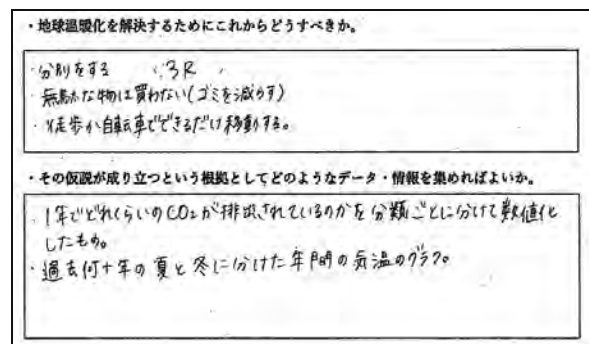 ・地球温暖化を解決するためにこれからどうすべきか。
・分別をする ・3R
・無駄な物は買わない(ゴミを減らす)
・徒歩か自転車でできるだけ移動する。
・その仮説が成り立つという根拠としてどのようなデータ・情報を集めればよいか。
・1年でどれくらいのCO₂が排出されているのかを分類ごとに分けて数値化
したもの。
・過去何十年の夏と冬に分けた年間の気温のグラフ。